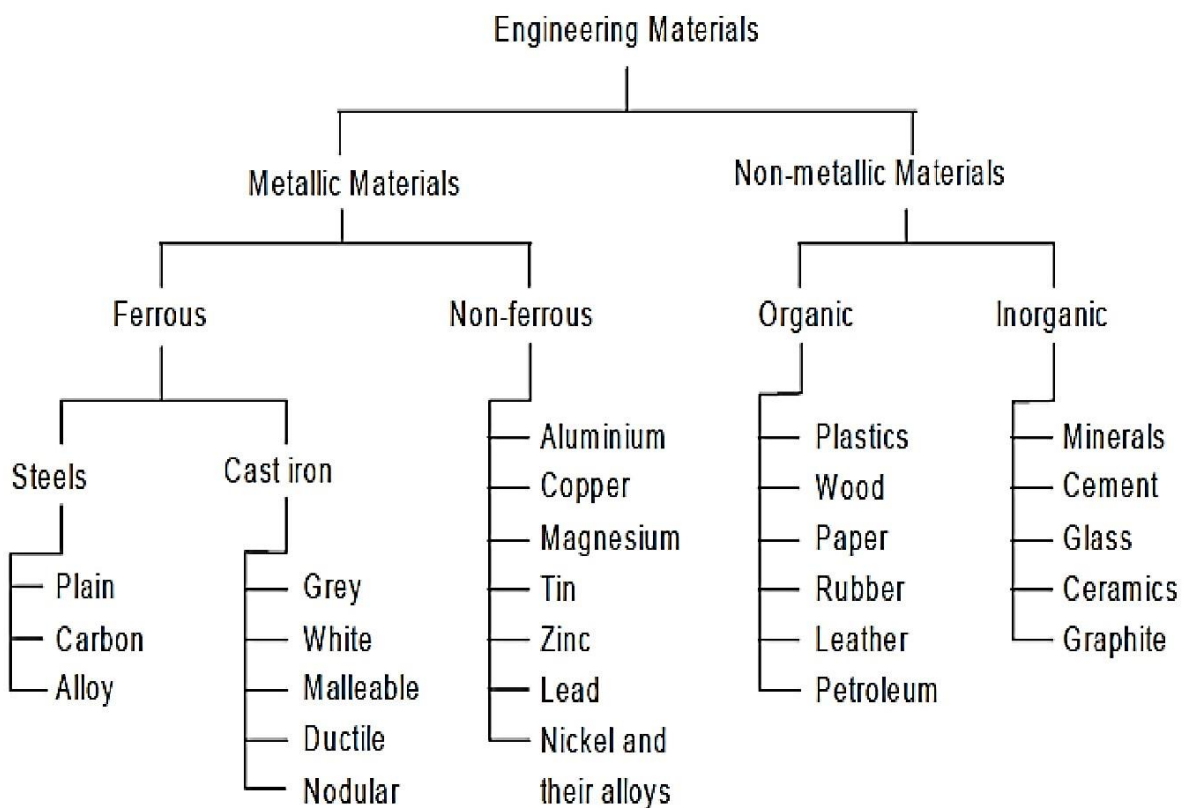 Engineering Materials
Metallic Materials
Non-metallic Materials
Ferrous
Non-ferrous
Organic
Inorganic
Steels
Cast iron
Plain
Carbon
Alloy
Grey
White
Malleable
Ductile
Nodular
Aluminium
Copper
Magnesium
Tin
Zinc
Lead
Nickel and
their alloys
Plastics
Wood
Paper
Rubber
Leather
Petroleum
Minerals
Cement
Glass
Ceramics
Graphite